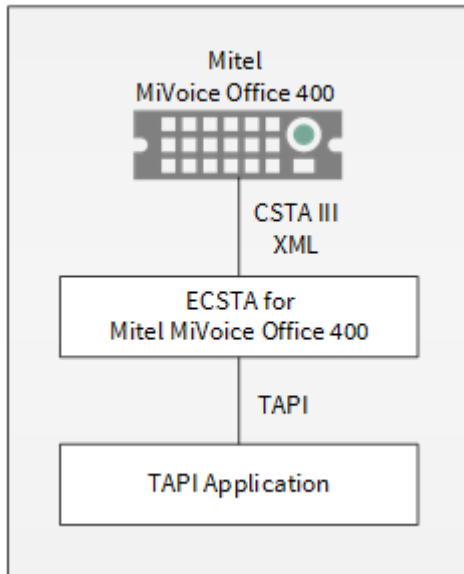 Mitel
MiVoice Office 400
CSTA III
XML
ECSTA for
Mitel MiVoice Office 400
TAPI
TAPI Application